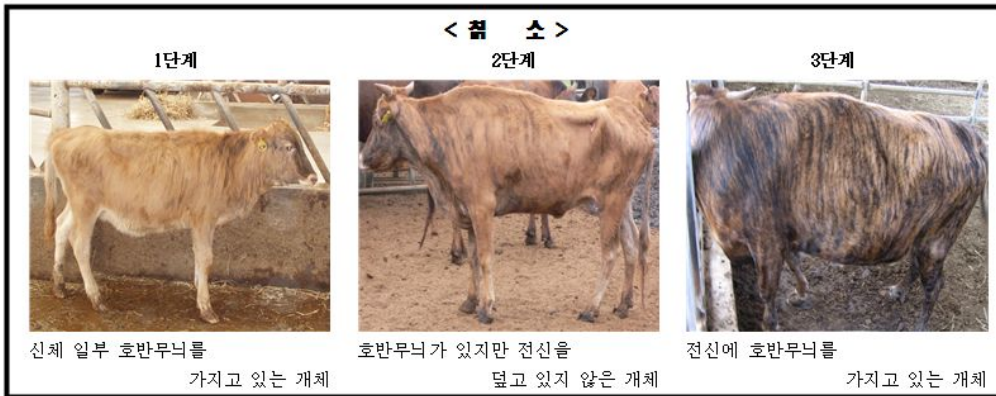 < 칡 소 >
1단계 2단계 3단계
신체 일부 호반무늬를
가지고 있는 개체
호반무늬가 있지만 전신을
덮고 있지 않은 개체
전신에 호반무늬를
가지고 있는 개체